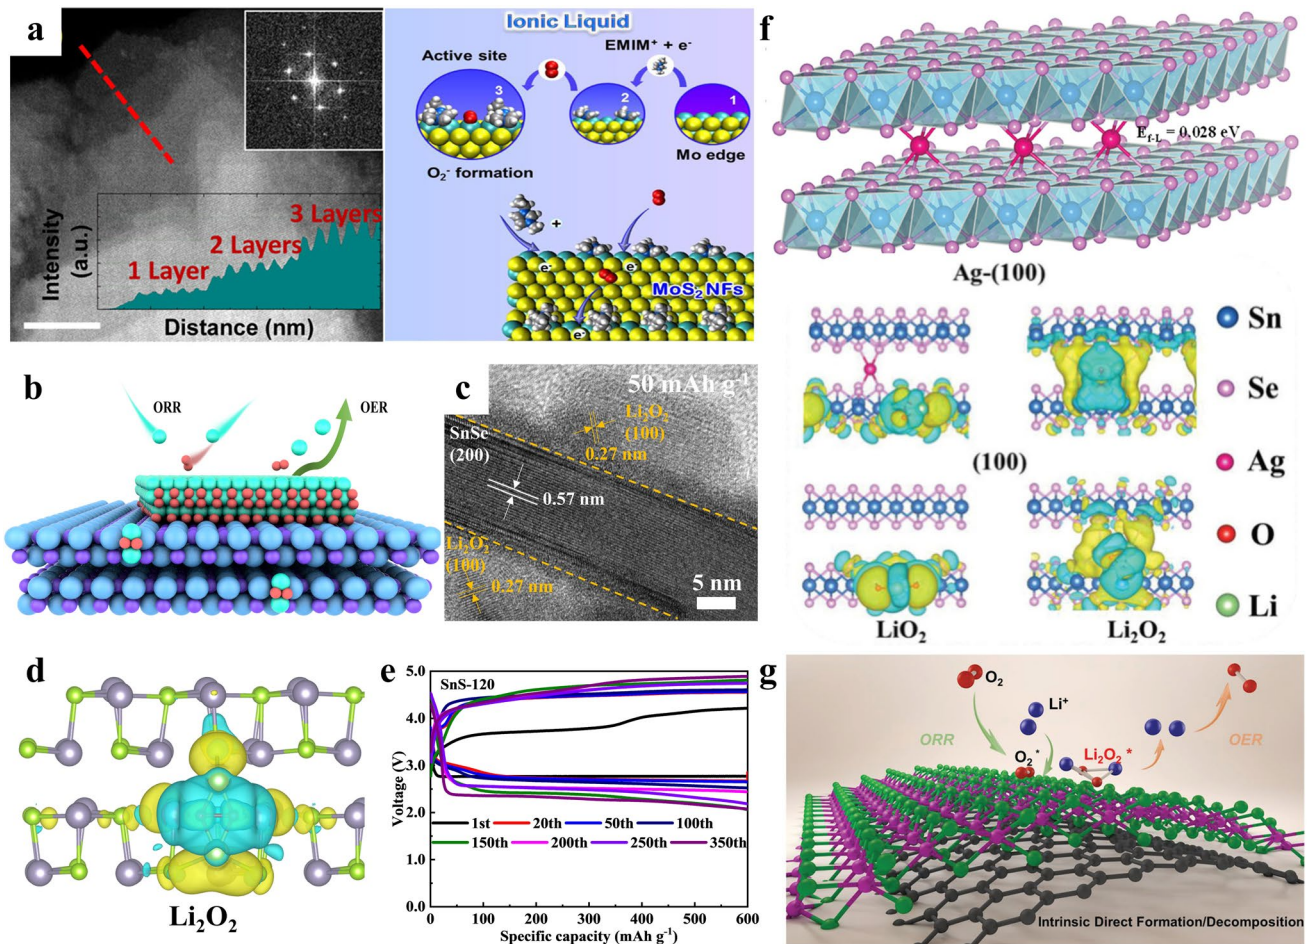 a
Intensity
(a.u.)
1 Layer
2 Layers
3 Layers
Distance (nm)
Ionic Liquid
Active site
EMIM⁺ + e⁻
3
2
1
Mo edge
O₂⁻ formation
+
e⁻
e⁻
MoS₂ NFs
e⁻
b
ORR
OER
c
50 mAh g⁻¹
Li₂O₂
(100)
0.27 nm
SnSe
(200)
0.57 nm
Li₂O₂
(100)
0.27 nm
5 nm
d
Li₂O₂
e
SnS-120
Voltage (V)
5.0
4.0
3.0
2.0
1.0
0.0
1st
20th
50th
100th
150th
200th
250th
350th
0
100
200
300
400
500
600
Specific capacity (mAh g⁻¹)
f
E_f-L = 0.028 eV
Ag-(100)
(100)
LiO₂
Li₂O₂
Sn
Se
Ag
O
Li
g
O₂
Li⁺
ORR
O₂*
Li₂O₂*
OER
Intrinsic Direct Formation/Decomposition